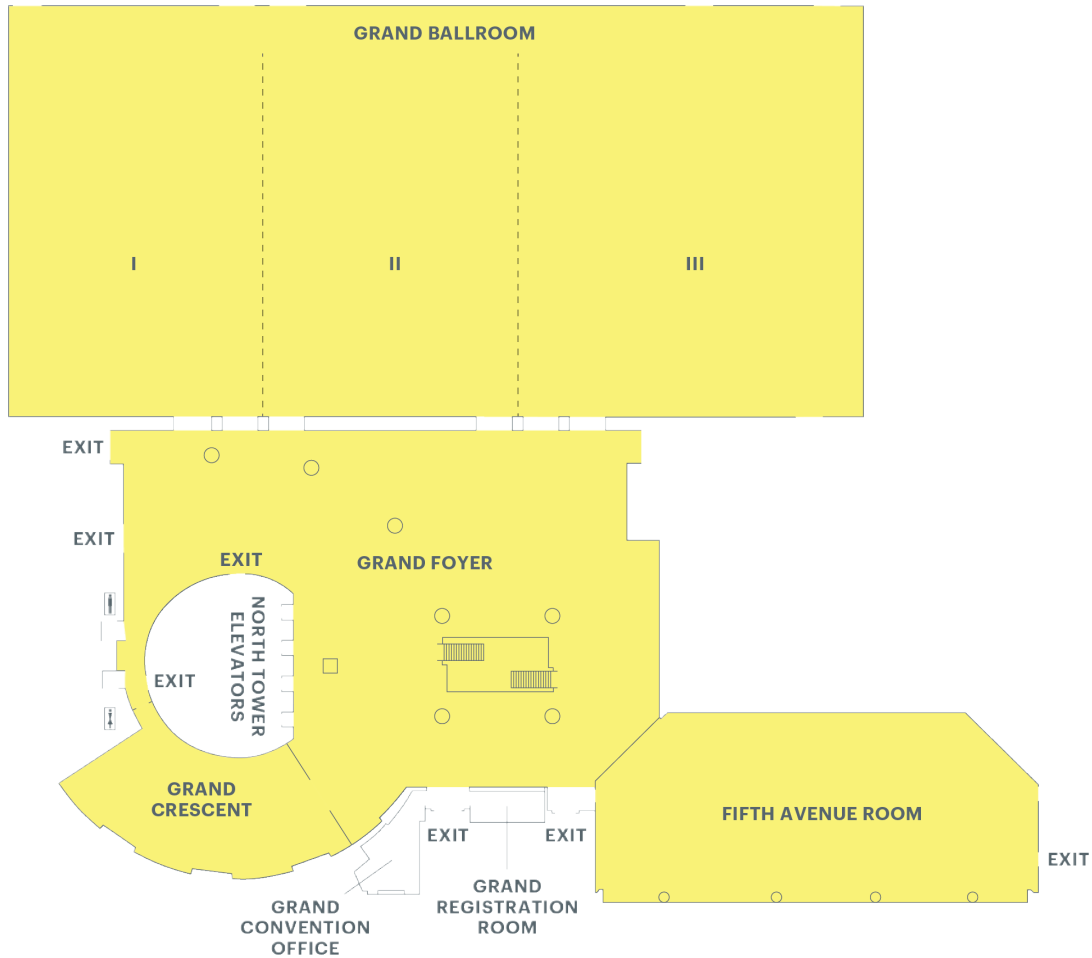 GRAND BALLROOM
I
II
III
EXIT
EXIT
EXIT
GRAND FOYER
NORTH TOWER
ELEVATORS
EXIT
GRAND
CRESCENT
FIFTH AVENUE ROOM
EXIT
EXIT
EXIT
GRAND
CONVENTION
OFFICE
GRAND
REGISTRATION
ROOM